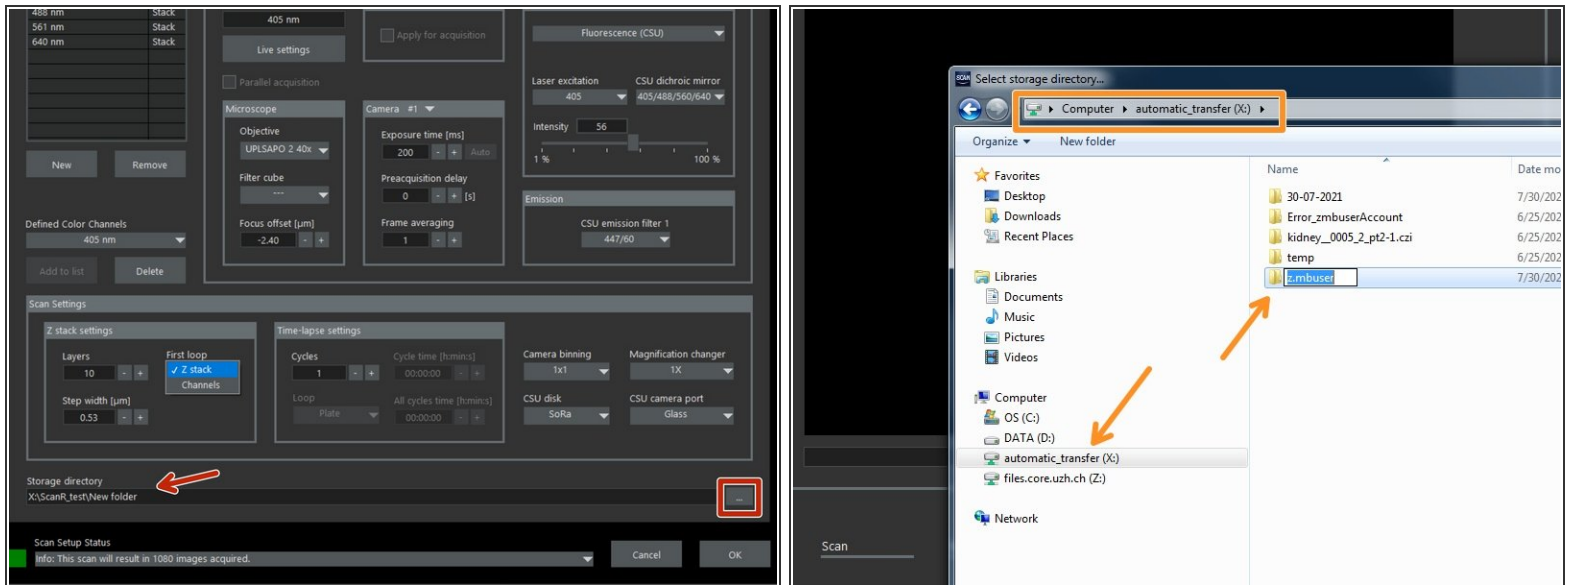 488 nm Stack
561 nm Stack
640 nm Stack
New Remove
Defined Color Channels
405 nm
Add to list Delete
405 nm
Live settings
Parallel acquisition
Apply for acquisition
Microscope
Objective
UPLSAPO 2 40x
Filter cube
---
Focus offset [µm]
-2.40 - +
Camera #1
Exposure time [ms]
200 - + Auto
Preacquisition delay
0 - + [s]
Frame averaging
1 - +
Fluorescence (CSU)
Laser excitation CSU dichroic mirror
405 405/488/560/640
Intensity 56
1 % 100 %
Emission
CSU emission filter 1
447/60
Scan Settings
Z stack settings
Layers First loop
10 - + ✓ Z stack
Channels
Step width [µm]
0.53 - +
Time-lapse settings
Cycles Cycle time [h:min:s]
1 - + 00:00:00 - +
Loop All cycles time [h:min:s]
Plate 00:00:00 - +
Camera binning Magnification changer
1x1 1X
CSU disk CSU camera port
SoRa Glass
Storage directory
X:\ScanR_test\New folder ...
Scan Setup Status
Info: This scan will result in 1080 images acquired. Cancel OK
Scan
SCAN Select storage directory...
Computer automatic_transfer (X:)
Organize New folder
Favorites
Desktop
Downloads
Recent Places
Libraries
Documents
Music
Pictures
Videos
Computer
OS (C:)
DATA (D:)
automatic_transfer (X:)
files.core.uzh.ch (Z:)
Network
Name Date mo
30-07-2021 7/30/202
Error_zmbuserAccount 6/25/202
kidney__0005_2_pt2-1.czi 6/25/202
temp 6/25/202
z.mbuser 7/30/202